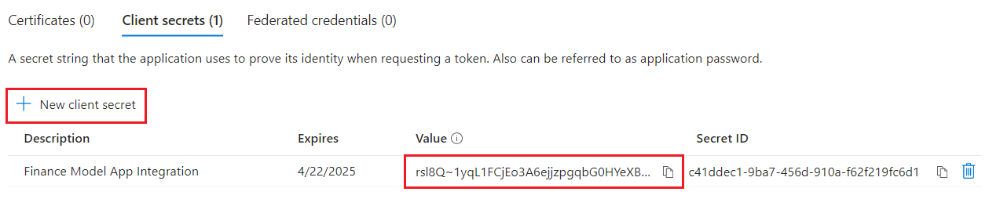 Certificates (0) Client secrets (1) Federated credentials (0)
A secret string that the application uses to prove its identity when requesting a token. Also can be referred to as application password.
New client secret
Description Expires Value Secret ID
Finance Model App Integration 4/22/2025 rsl8Q~1yqL1FCjEo3A6ejjzpgqbG0HYeXB... c41ddec1-9ba7-456d-910a-f62f219fc6d1